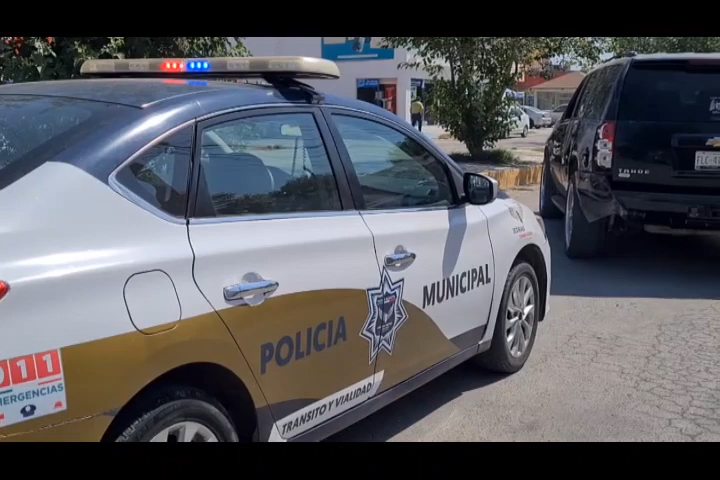 POLICIA
MUNICIPAL
TRANSITO Y VIALIDAD
911
EMERGENCIAS
TAHOE